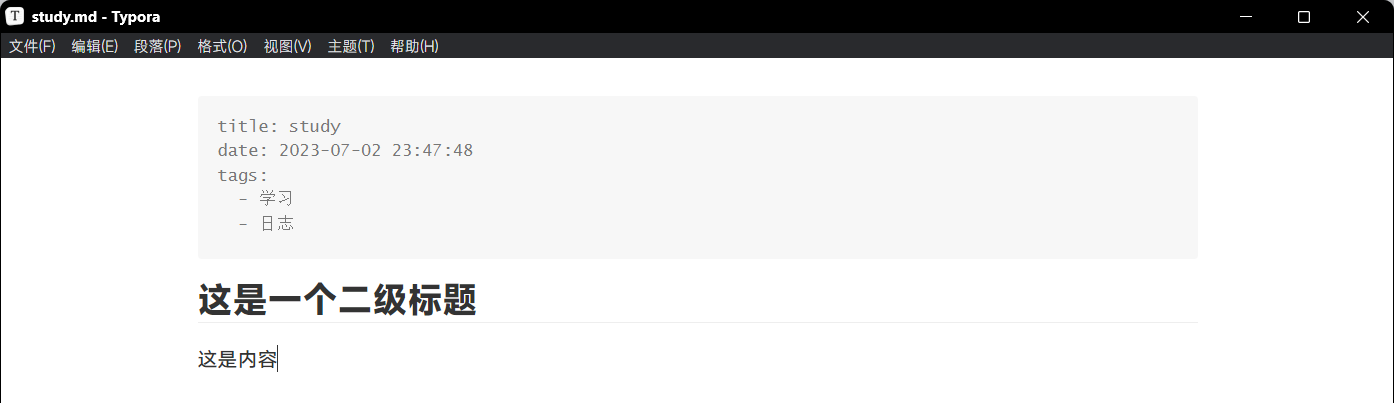 study.md - Typora
文件(F) 编辑(E) 段落(P) 格式(O) 视图(V) 主题(T) 帮助(H)
title: study
date: 2023-07-02 23:47:48
tags:
  - 学习
  - 日志
这是一个二级标题
这是内容